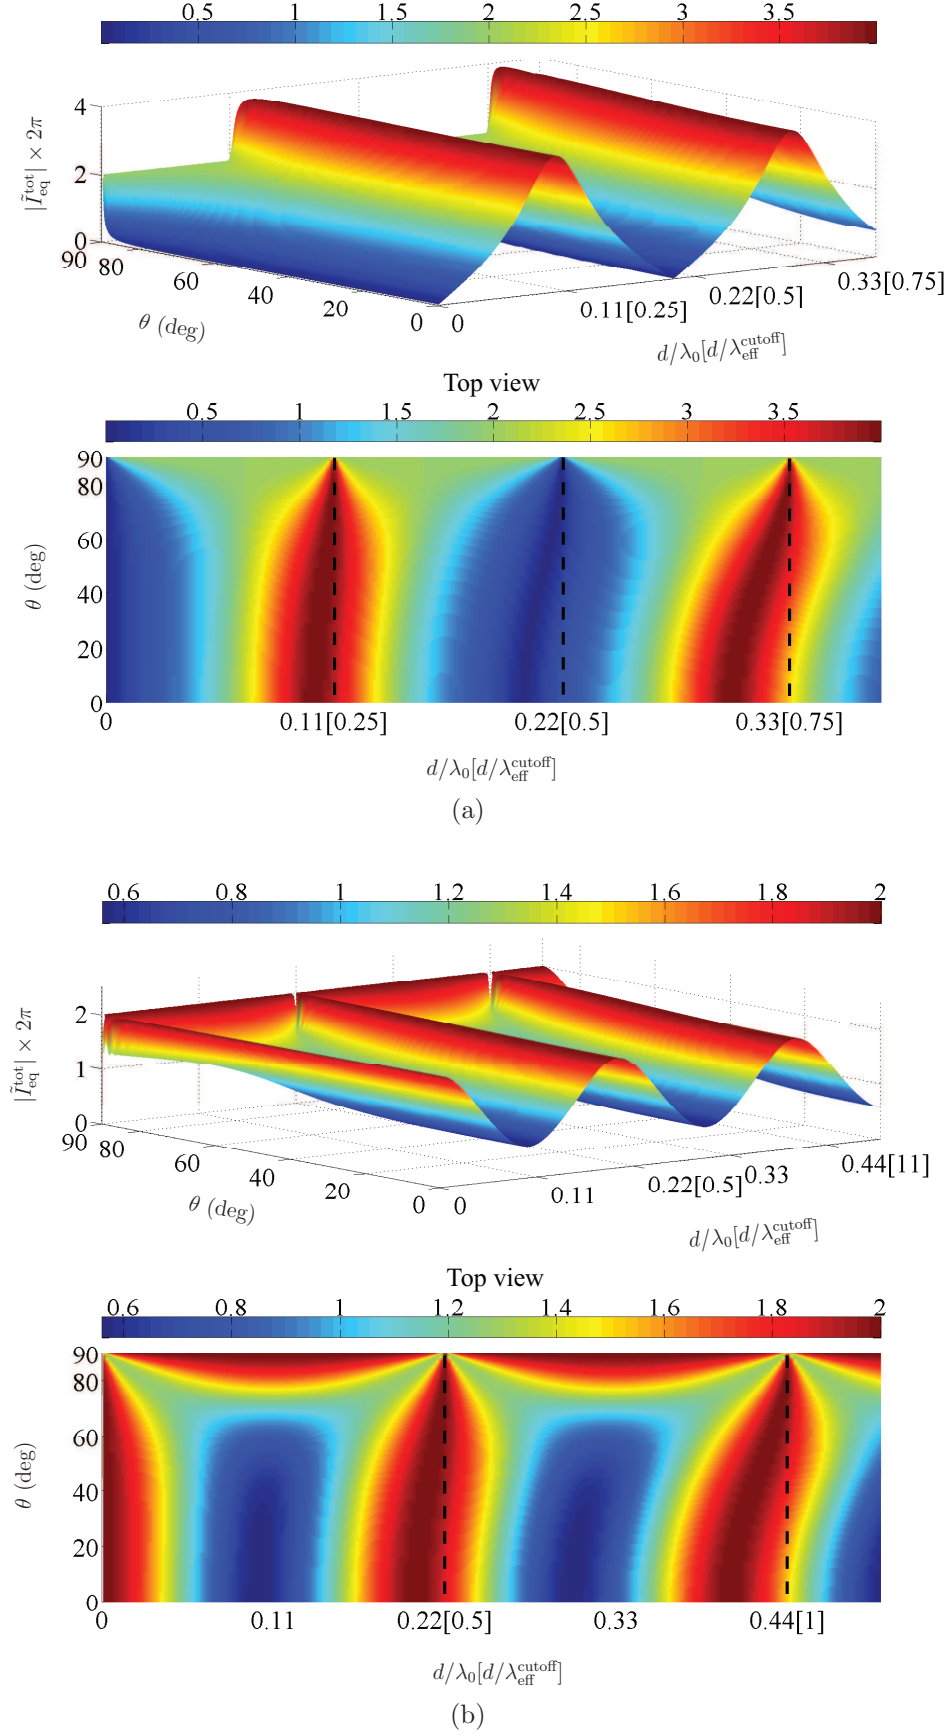 0.5 1 1.5 2 2.5 3 3.5
4
2
0
|Ĩ_eq^tot| × 2π
90 80 60 40 20 0
θ (deg)
0 0.11[0.25] 0.22[0.5] 0.33[0.75]
d/λ₀[d/λ_eff^cutoff]
Top view
0.5 1 1.5 2 2.5 3 3.5
90
80
60
40
20
0
θ (deg)
0 0.11[0.25] 0.22[0.5] 0.33[0.75]
d/λ₀[d/λ_eff^cutoff]
(a)
0.6 0.8 1 1.2 1.4 1.6 1.8 2
2
1
0
|Ĩ_eq^tot| × 2π
90 80 60 40 20 0
θ (deg)
0 0.11 0.22[0.5] 0.33 0.44[11]
d/λ₀[d/λ_eff^cutoff]
Top view
0.6 0.8 1 1.2 1.4 1.6 1.8 2
90
80
60
40
20
0
θ (deg)
0 0.11 0.22[0.5] 0.33 0.44[1]
d/λ₀[d/λ_eff^cutoff]
(b)